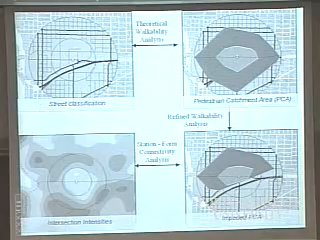 Theoretical
Walkability
Analysis
Street Classification
Pedestrian Catchment Area (PCA)
Refined Walkability
Analysis
Station - Form
Connectivity
Analysis
Intersection Intensities
Impeded PCA